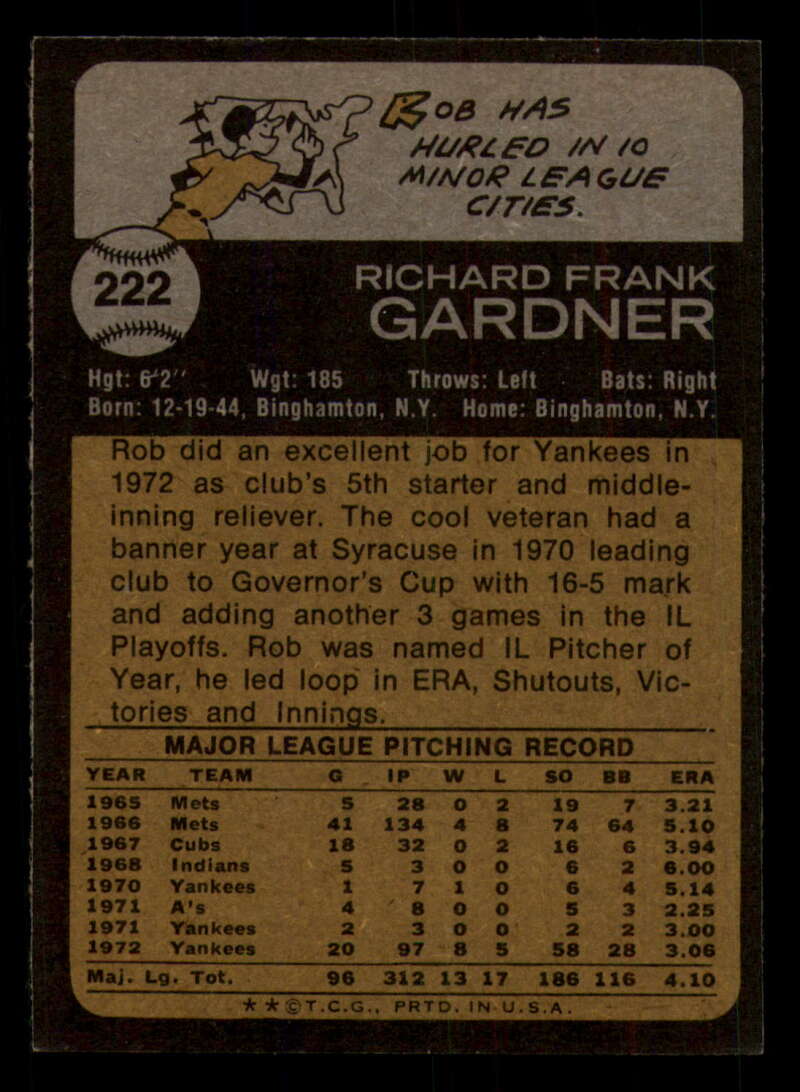 ROB HAS
HURLED IN 10
MINOR LEAGUE
CITIES.
222
RICHARD FRANK
GARDNER
Hgt: 6'2" Wgt: 185 Throws: Left Bats: Right
Born: 12-19-44, Binghamton, N.Y. Home: Binghamton, N.Y.
Rob did an excellent job for Yankees in
1972 as club's 5th starter and middle-
inning reliever. The cool veteran had a
banner year at Syracuse in 1970 leading
club to Governor's Cup with 16-5 mark
and adding another 3 games in the IL
Playoffs. Rob was named IL Pitcher of
Year, he led loop in ERA, Shutouts, Vic-
tories and Innings.
MAJOR LEAGUE PITCHING RECORD
YEAR TEAM G IP W L SO BB ERA
1965 Mets 5 28 0 2 19 7 3.21
1966 Mets 41 134 4 8 74 64 5.10
1967 Cubs 18 32 0 2 16 6 3.94
1968 Indians 5 3 0 0 6 2 6.00
1970 Yankees 1 7 1 0 6 4 5.14
1971 A's 4 8 0 0 5 3 2.25
1971 Yankees 2 3 0 0 2 2 3.00
1972 Yankees 20 97 8 5 58 28 3.06
Maj. Lg. Tot. 96 312 13 17 186 116 4.10
**©T.C.G., PRTD. IN U.S.A.